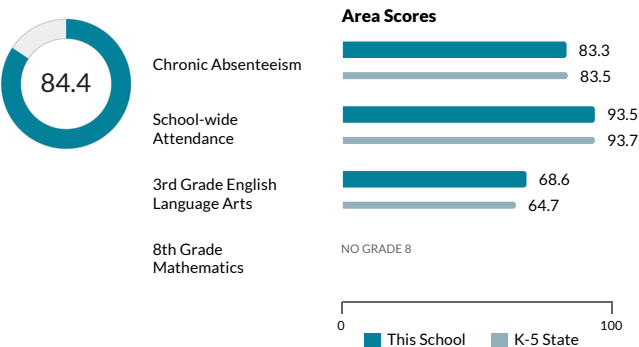 Area Scores
84.4
Chronic Absenteeism
83.3
83.5
School-wide
Attendance
93.5
93.7
3rd Grade English
Language Arts
68.6
64.7
8th Grade
Mathematics
NO GRADE 8
0
100
This School
K-5 State